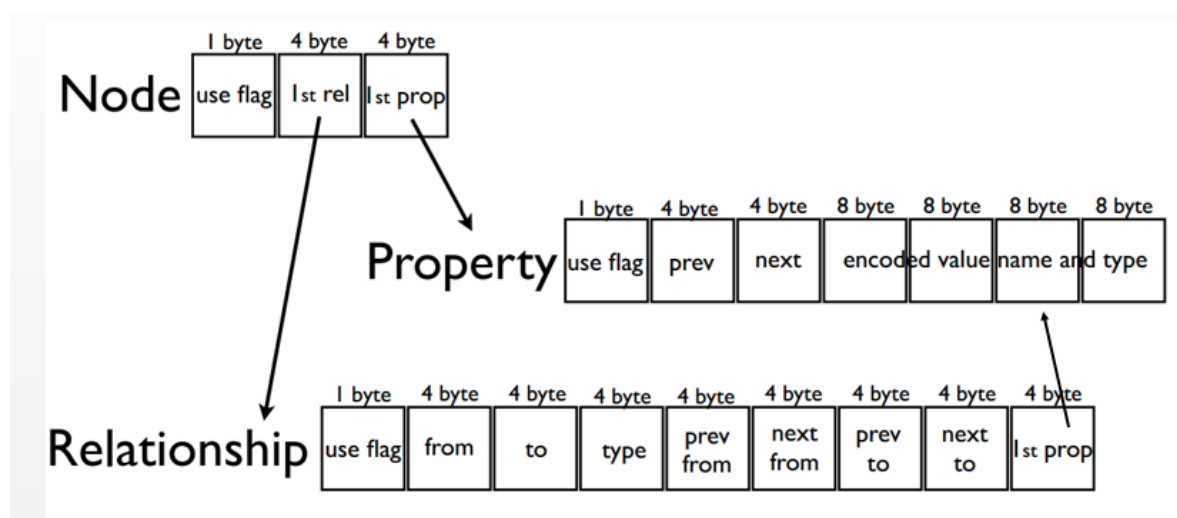 1 byte 4 byte 4 byte
Node use flag 1st rel 1st prop
1 byte 4 byte 4 byte 8 byte 8 byte 8 byte 8 byte
Property use flag prev next encoded value name and type
1 byte 4 byte 4 byte 4 byte 4 byte 4 byte 4 byte 4 byte 4 byte
Relationship use flag from to type prev from next from prev to next to 1st prop